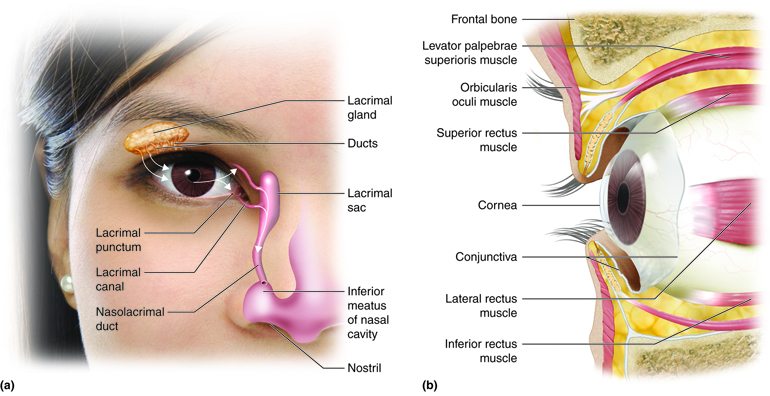 Lacrimal
gland
Ducts
Lacrimal
sac
Lacrimal
punctum
Lacrimal
canal
Nasolacrimal
duct
Inferior
meatus
of nasal
cavity
Nostril
(a)
Frontal bone
Levator palpebrae
superioris muscle
Orbicularis
oculi muscle
Superior rectus
muscle
Cornea
Conjunctiva
Lateral rectus
muscle
Inferior rectus
muscle
(b)